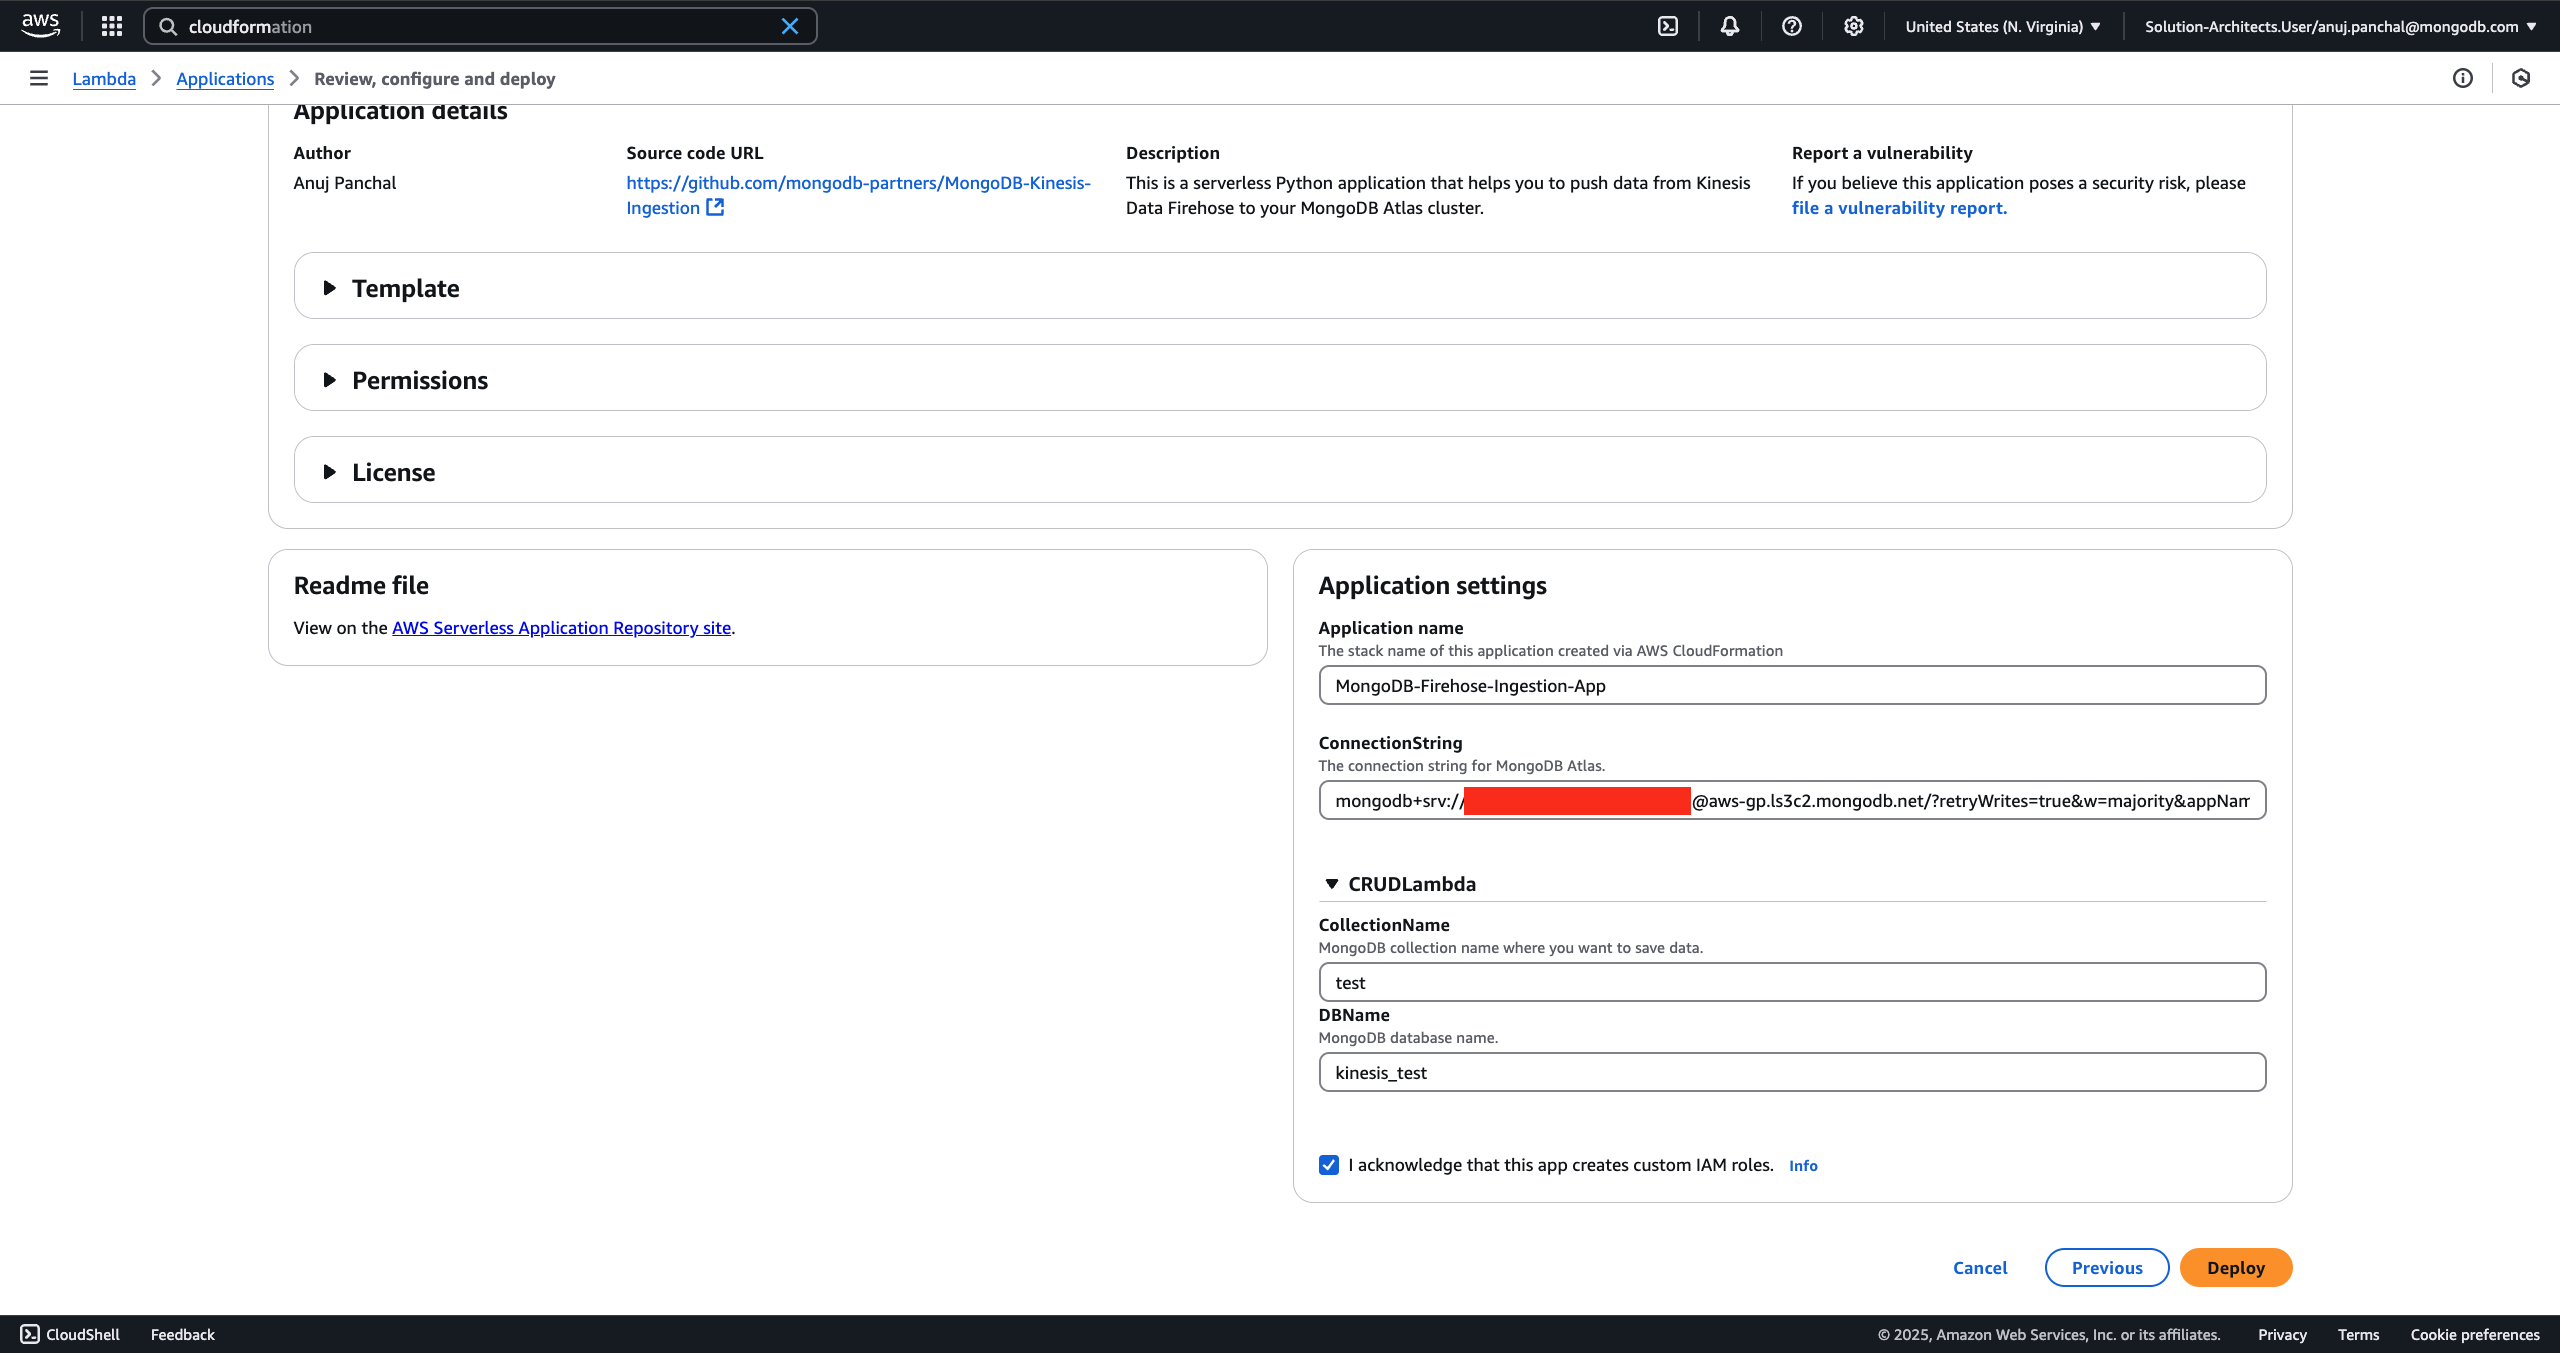 aws
cloudformation
United States (N. Virginia)
Solution-Architects.User/anuj.panchal@mongodb.com
Lambda
Applications
Review, configure and deploy
Application details
Author
Anuj Panchal
Source code URL
https://github.com/mongodb-partners/MongoDB-Kinesis-
Ingestion
Description
This is a serverless Python application that helps you to push data from Kinesis
Data Firehose to your MongoDB Atlas cluster.
Report a vulnerability
If you believe this application poses a security risk, please
file a vulnerability report.
Template
Permissions
License
Readme file
View on the AWS Serverless Application Repository site.
Application settings
Application name
The stack name of this application created via AWS CloudFormation
MongoDB-Firehose-Ingestion-App
ConnectionString
The connection string for MongoDB Atlas.
mongodb+srv:// @aws-gp.ls3c2.mongodb.net/?retryWrites=true&w=majority&appNam
CRUDLambda
CollectionName
MongoDB collection name where you want to save data.
test
DBName
MongoDB database name.
kinesis_test
I acknowledge that this app creates custom IAM roles. Info
Cancel
Previous
Deploy
CloudShell
Feedback
© 2025, Amazon Web Services, Inc. or its affiliates.
Privacy
Terms
Cookie preferences